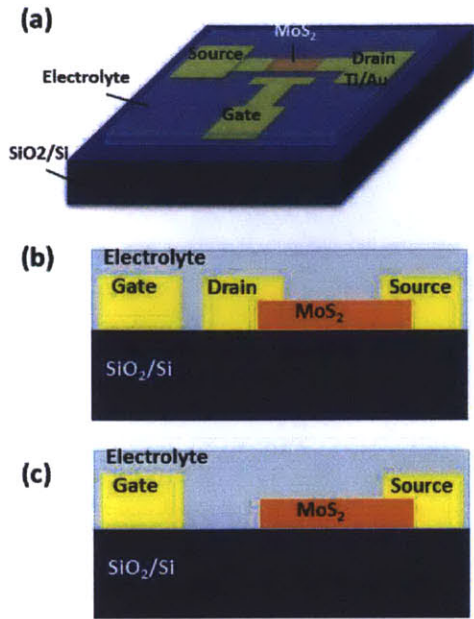 (a)
MoS₂
Source
Drain
Ti/Au
Electrolyte
Gate
SiO2/Si
(b)
Electrolyte
Gate
Drain
Source
MoS₂
SiO₂/Si
(c)
Electrolyte
Gate
Source
MoS₂
SiO₂/Si